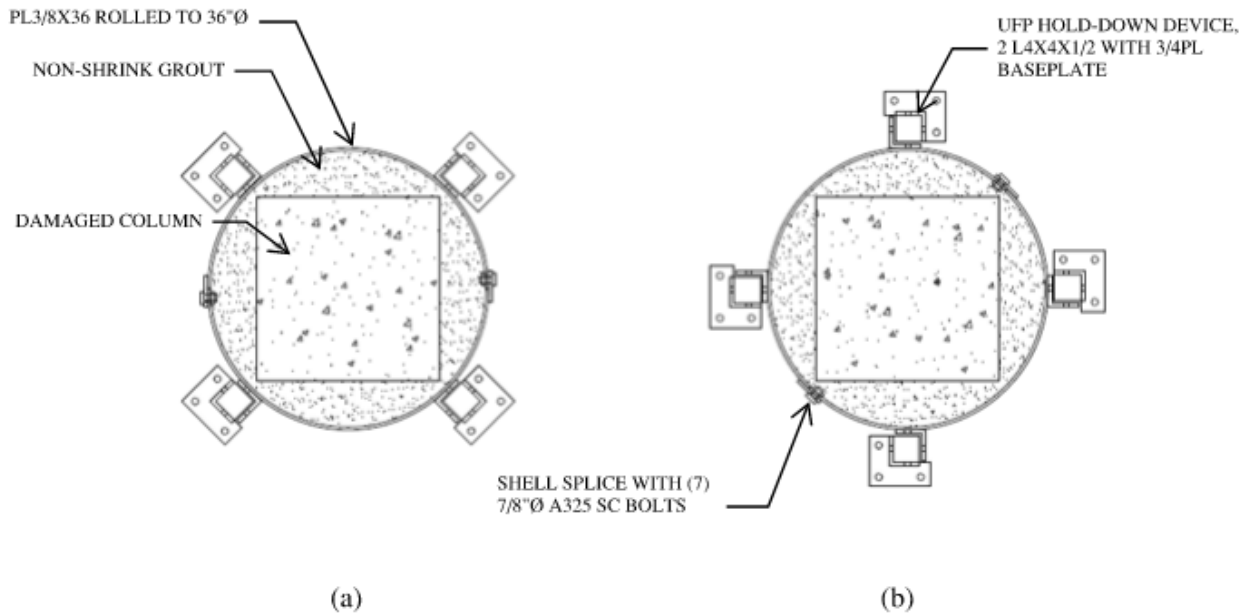 PL3/8X36 ROLLED TO 36"Ø
NON-SHRINK GROUT
DAMAGED COLUMN
UFP HOLD-DOWN DEVICE,
2 L4X4X1/2 WITH 3/4PL
BASEPLATE
SHELL SPLICE WITH (7)
7/8"Ø A325 SC BOLTS
(a)
(b)